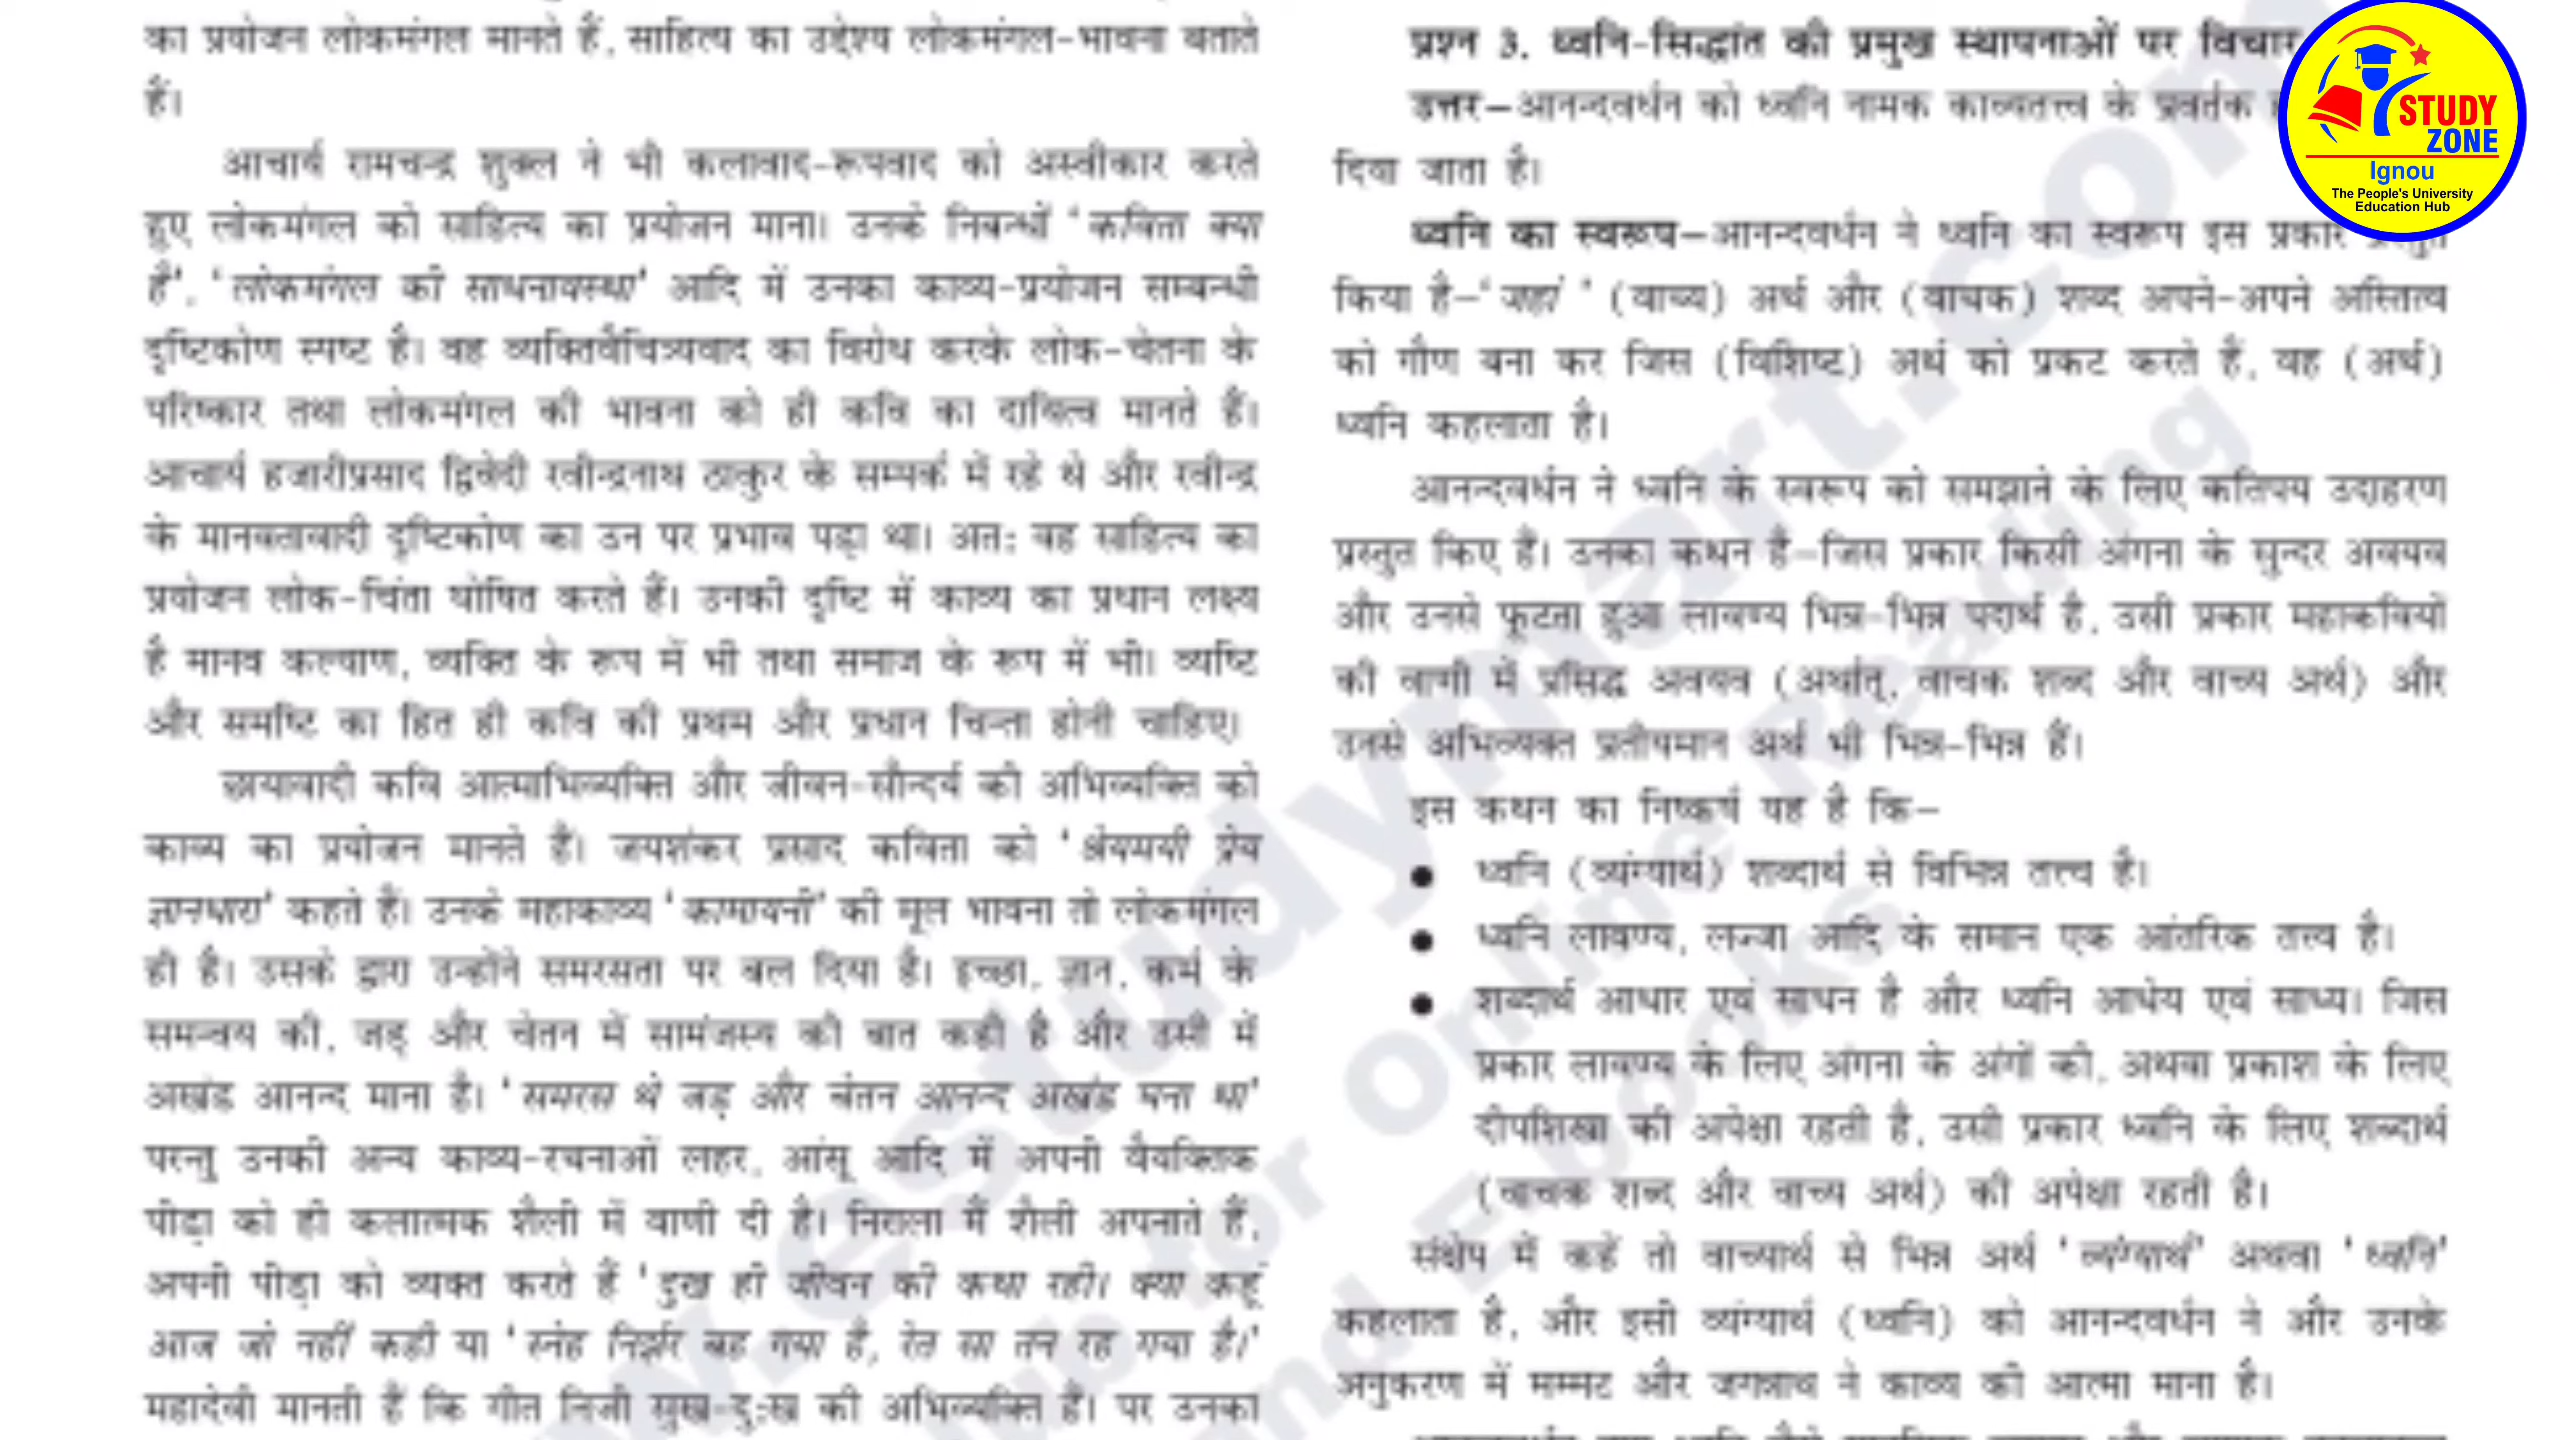 का प्रयोजन लोकमंगल मानते हैं, साहित्य का उद्देश्य लोकमंगल-भावना बताते
हैं।
आचार्य रामचन्द्र शुक्ल ने भी कलावाद-रूपवाद को अस्वीकार करते
हुए लोकमंगल को साहित्य का प्रयोजन माना। उनके निबन्धों 'कविता क्या
है', 'लोकमंगल की साधनावस्था' आदि में उनका काव्य-प्रयोजन सम्बन्धी
दृष्टिकोण स्पष्ट है। वह व्यक्तिवैचित्र्यवाद का विरोध करके लोक-चेतना के
परिष्कार तथा लोकमंगल की भावना को ही कवि का दायित्व मानते हैं।
आचार्य हजारीप्रसाद द्विवेदी रवीन्द्रनाथ ठाकुर के सम्पर्क में रहे थे और रवीन्द्र
के मानवतावादी दृष्टिकोण का उन पर प्रभाव पड़ा था। अतः वह साहित्य का
प्रयोजन लोक-चिंता घोषित करते हैं। उनकी दृष्टि में काव्य का प्रधान लक्ष्य
है मानव कल्याण, व्यक्ति के रूप में भी तथा समाज के रूप में भी। व्यष्टि
और समष्टि का हित ही कवि की प्रथम और प्रधान चिन्ता होनी चाहिए।
छायावादी कवि आत्माभिव्यक्ति और जीवन-सौन्दर्य की अभिव्यक्ति को
काव्य का प्रयोजन मानते हैं। जयशंकर प्रसाद कविता को 'श्रेयमयी प्रेय
ज्ञानधारा' कहते हैं। उनके महाकाव्य 'कामायनी' की मूल भावना तो लोकमंगल
ही है। उसके द्वारा उन्होंने समरसता पर बल दिया है। इच्छा, ज्ञान, कर्म के
समन्वय की, जड़ और चेतन में सामंजस्य की बात कही है और उसी में
अखंड आनन्द माना है। 'समरस थे जड़ और चेतन आनन्द अखंड घना था'
परन्तु उनकी अन्य काव्य-रचनाओं लहर, आंसू आदि में अपनी वैयक्तिक
पीड़ा को ही कलात्मक शैली में वाणी दी है। निराला मैं शैली अपनाते हैं,
अपनी पीड़ा को व्यक्त करते हैं 'दुख ही जीवन की कथा रही। क्या कहूं
आज जो नहीं कही या 'स्नेह निर्झर बह गया है, रेत सा तन रह गया है।'
महादेवी मानती हैं कि गीत निजी सुख-दुःख की अभिव्यक्ति हैं। पर उनका
प्रश्न 3. ध्वनि-सिद्धांत की प्रमुख स्थापनाओं पर विचार
उत्तर–आनन्दवर्धन को ध्वनि नामक काव्यतत्त्व के प्रवर्तक
दिया जाता है।
ध्वनि का स्वरूप–आनन्दवर्धन ने ध्वनि का स्वरूप इस प्रकार प्रस्तुत
किया है–'जहां' (वाच्य) अर्थ और (वाचक) शब्द अपने-अपने अस्तित्व
को गौण बना कर जिस (विशिष्ट) अर्थ को प्रकट करते हैं, वह (अर्थ)
ध्वनि कहलाता है।
आनन्दवर्धन ने ध्वनि के स्वरूप को समझाने के लिए कतिपय उदाहरण
प्रस्तुत किए हैं। उनका कथन है–जिस प्रकार किसी अंगना के सुन्दर अवयव
और उनसे फूटता हुआ लावण्य भिन्न-भिन्न पदार्थ है, उसी प्रकार महाकवियों
की वाणी में प्रसिद्ध अवयव (अर्थात्, वाचक शब्द और वाच्य अर्थ) और
उनसे अभिव्यक्त प्रतीयमान अर्थ भी भिन्न-भिन्न हैं।
इस कथन का निष्कर्ष यह है कि–
● ध्वनि (व्यंग्यार्थ) शब्दार्थ से विभिन्न तत्त्व है।
● ध्वनि लावण्य, लज्जा आदि के समान एक आंतरिक तत्त्व है।
● शब्दार्थ आधार एवं साधन है और ध्वनि आधेय एवं साध्य। जिस
प्रकार लावण्य के लिए अंगना के अंगों की, अथवा प्रकाश के लिए
दीपशिखा की अपेक्षा रहती है, उसी प्रकार ध्वनि के लिए शब्दार्थ
(वाचक शब्द और वाच्य अर्थ) की अपेक्षा रहती है।
संक्षेप में कहें तो वाच्यार्थ से भिन्न अर्थ 'व्यंग्यार्थ' अथवा 'ध्वनि'
कहलाता है, और इसी व्यंग्यार्थ (ध्वनि) को आनन्दवर्धन ने और उनके
अनुकरण में मम्मट और जगन्नाथ ने काव्य की आत्मा माना है।
STUDY
ZONE
Ignou
The People's University
Education Hub
www.estudymart.com
for Online Reading
and Ebooks